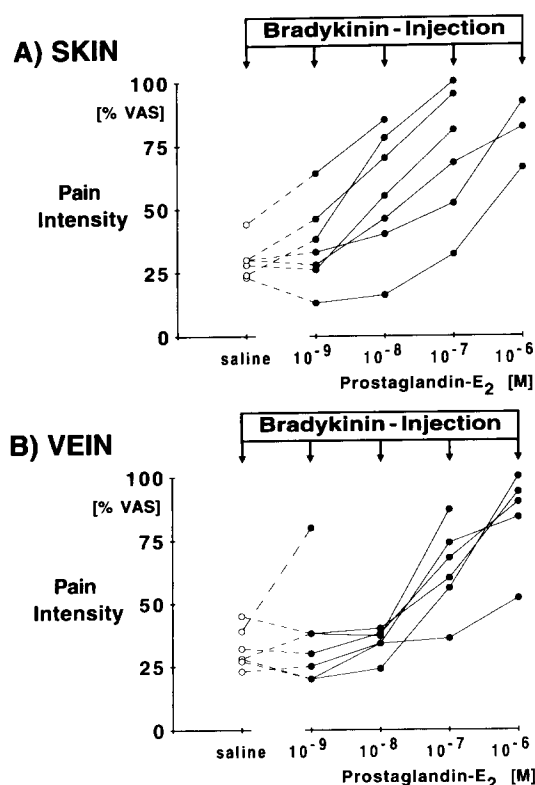 Bradykinin-Injection
A) SKIN
100
[% VAS]
75
Pain
Intensity
50
25
0
saline 10⁻⁹ 10⁻⁸ 10⁻⁷ 10⁻⁶
Prostaglandin-E₂ [M]
Bradykinin-Injection
B) VEIN
100
[% VAS]
75
Pain
Intensity
50
25
0
saline 10⁻⁹ 10⁻⁸ 10⁻⁷ 10⁻⁶
Prostaglandin-E₂ [M]